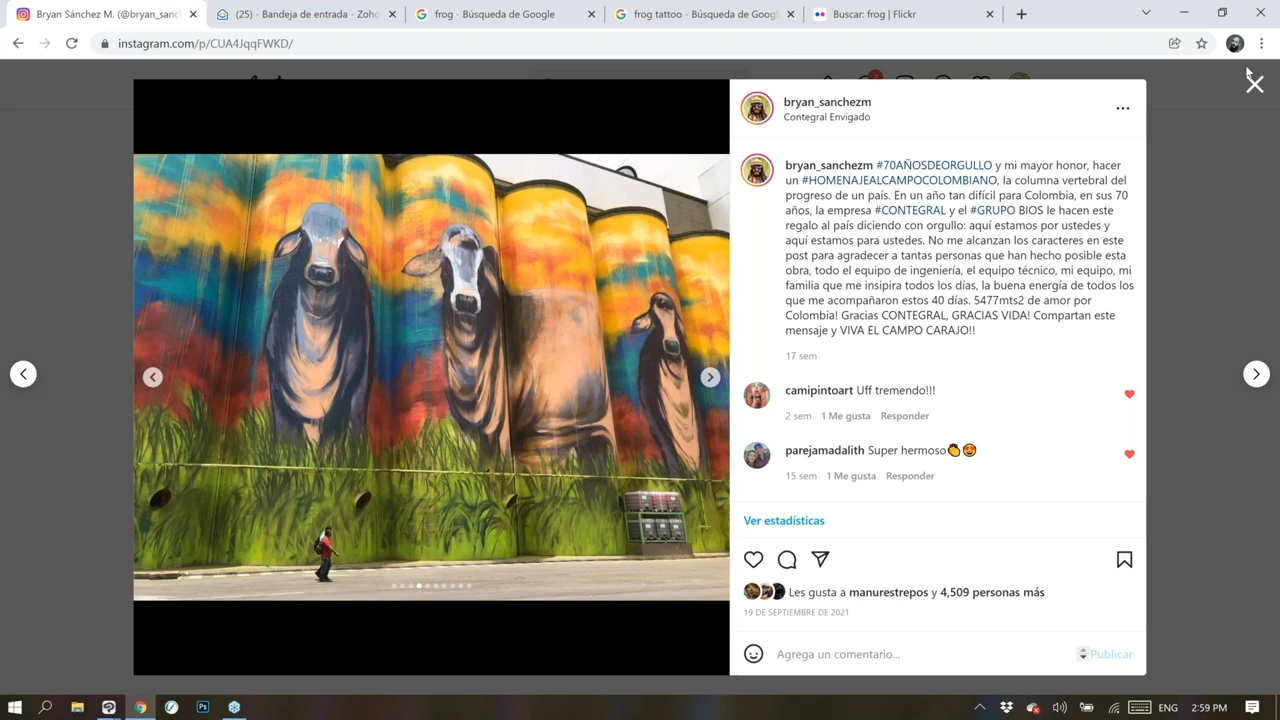 Bryan Sánchez M. (@bryan_sancl
(25) - Bandeja de entrada - Zoho
frog - Búsqueda de Google
frog tattoo - Búsqueda de Googl
Buscar: frog | Flickr
instagram.com/p/CUA4JqqFWKD/
bryan_sanchezm
Contegral Envigado
bryan_sanchezm #70AÑOSDEORGULLO y mi mayor honor, hacer
un #HOMENAJEALCAMPOCOLOMBIANO, la columna vertebral del
progreso de un país. En un año tan difícil para Colombia, en sus 70
años, la empresa #CONTEGRAL y el #GRUPO BIOS le hacen este
regalo al país diciendo con orgullo: aquí estamos por ustedes y
aquí estamos para ustedes. No me alcanzan los caracteres en este
post para agradecer a tantas personas que han hecho posible esta
obra, todo el equipo de ingeniería, el equipo técnico, mi equipo, mi
familia que me insipira todos los días, la buena energía de todos los
que me acompañaron estos 40 días. 5477mts2 de amor por
Colombia! Gracias CONTEGRAL, GRACIAS VIDA! Compartan este
mensaje y VIVA EL CAMPO CARAJO!!
17 sem
camipintoart Uff tremendo!!!
2 sem 1 Me gusta Responder
parejamadalith Super hermoso👏😍
15 sem 1 Me gusta Responder
Ver estadísticas
Les gusta a manurestrepos y 4,509 personas más
19 DE SEPTIEMBRE DE 2021
Agrega un comentario...
Publicar
Ps
ENG
2:59 PM